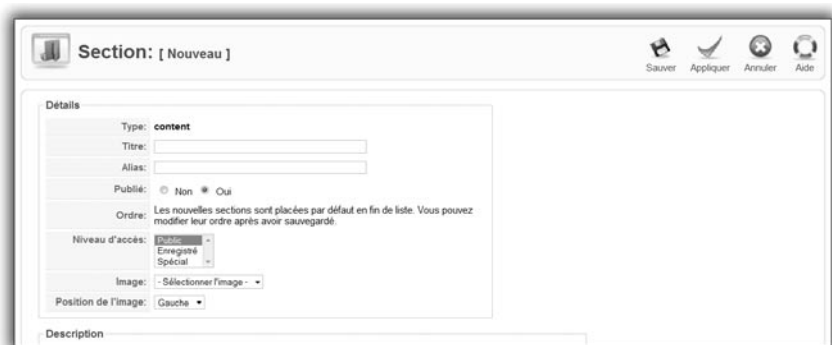 Section: [ Nouveau ]
Sauver Appliquer Annuler Aide
Détails
Type: content
Titre:
Alias:
Publié: Non Oui
Ordre: Les nouvelles sections sont placées par défaut en fin de liste. Vous pouvez
modifier leur ordre après avoir sauvegardé.
Niveau d'accès: Public
Enregistré
Spécial
Image: - Sélectionner l'image -
Position de l'image: Gauche
Description